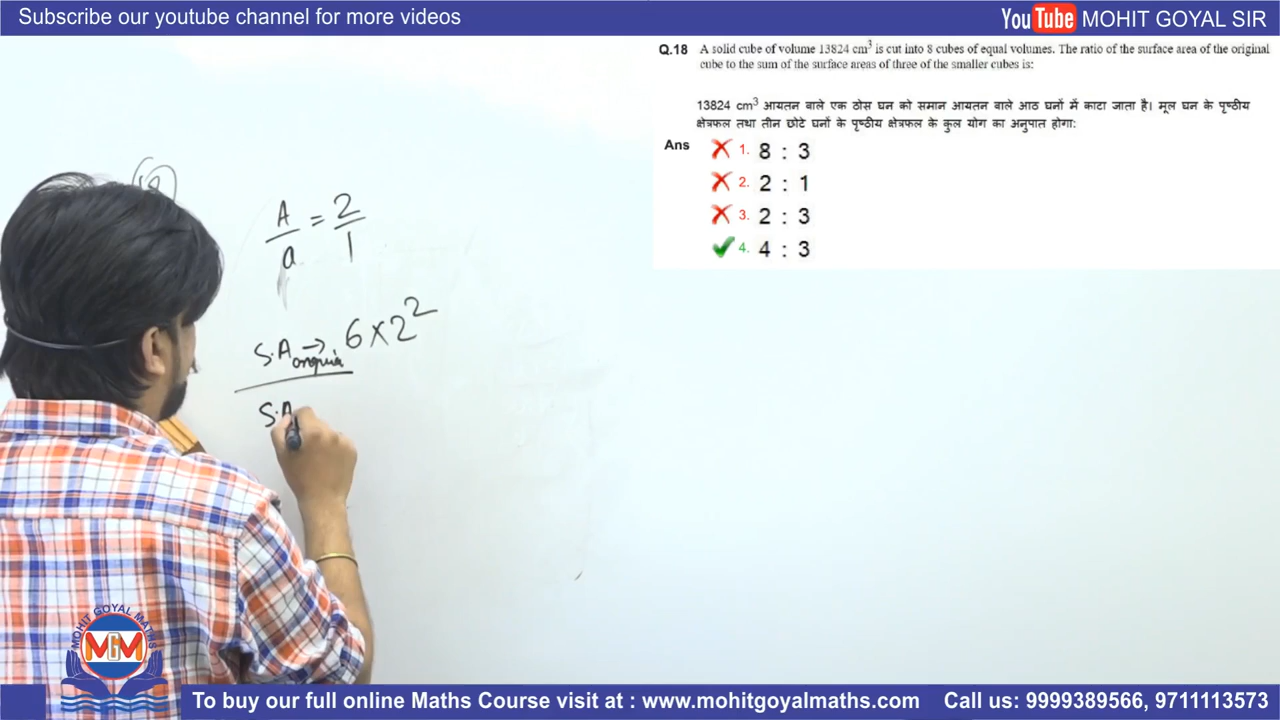 Subscribe our youtube channel for more videos
YouTube MOHIT GOYAL SIR
Q.18 A solid cube of volume 13824 cm³ is cut into 8 cubes of equal volumes. The ratio of the surface area of the original
cube to the sum of the surface areas of three of the smaller cubes is:
13824 cm³ आयतन वाले एक ठोस घन को समान आयतन वाले आठ घनों में काटा जाता है। मूल घन के पृष्ठीय
क्षेत्रफल तथा तीन छोटे घनों के पृष्ठीय क्षेत्रफल के कुल योग का अनुपात होगा:
Ans
1. 8 : 3
2. 2 : 1
3. 2 : 3
4. 4 : 3
A/a = 2/1
S.A → 6×2²
S.A
MOHIT GOYAL MATHS
MGM
To buy our full online Maths Course visit at : www.mohitgoyalmaths.com Call us: 9999389566, 9711113573